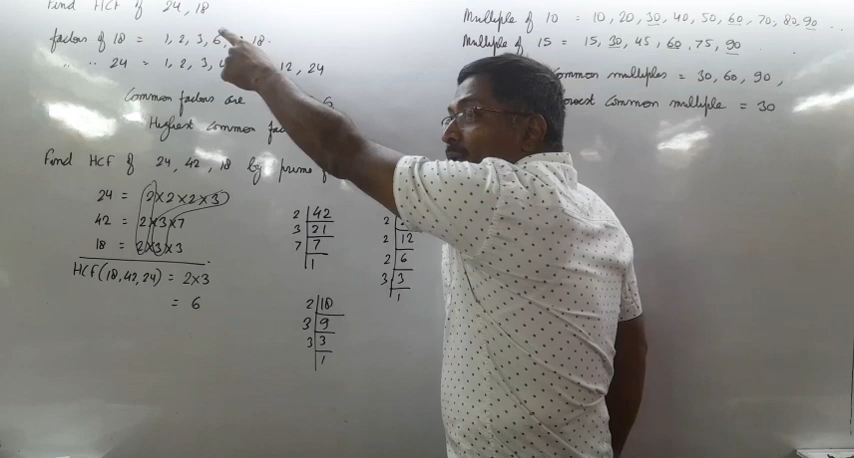 Find HCF of 24, 18
factors of 18 = 1, 2, 3, 6, 18.
" " 24 = 1, 2, 3, 4 12, 24
Common factors are 6
Highest common
Find HCF of 24, 42, 18 by prime
24 = 2×2×2×3
42 = 2×3×7
18 = 2×3×3
HCF(18,42,24) = 2×3
= 6
2 42
3 21
7 7
1
2
2 12
2 6
3 3
1
2 18
3 9
3 3
1
Multiple of 10 = 10, 20, 30, 40, 50, 60, 70, 80, 90 ...
Multiple of 15 = 15, 30, 45, 60, 75, 90 . .
common multiples = 30, 60, 90,
common multiple = 30